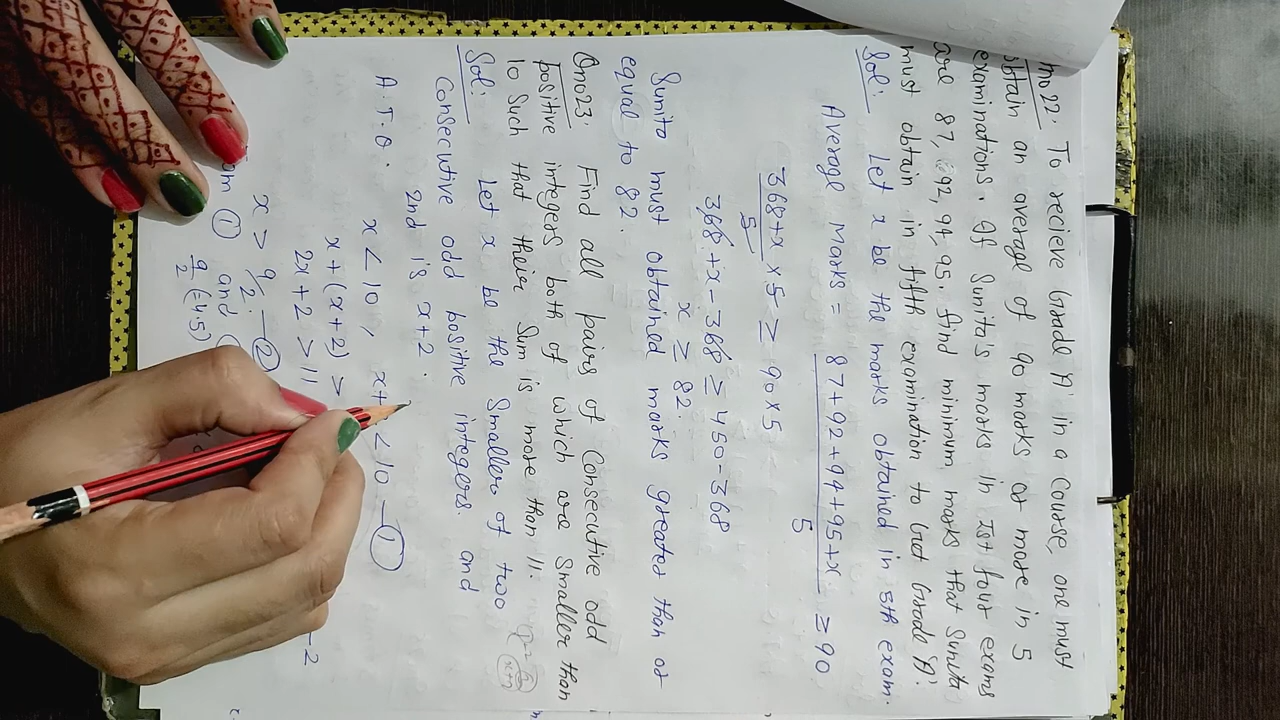 no 22: To recieve Grade 'A' in a Course, one must
obtain an average of 90 marks or more in 5
examinations. If Sunita's marks in Ist four exams
are 87, 92, 94, 95. find minimum marks that Sunita
must obtain in fifth examination to get Grade 'A'.
Sol: Let x be the marks obtained in 5th exam.
Average Marks = (87+92+94+95+x)/5 ≥ 90
(368+x)/5 × 5 ≥ 90×5
368+x-368 ≥ 450-368
x ≥ 82.
Sunita must obtained marks greater than or
equal to 82.
Qno23 Find all pairs of Consecutive odd
positive integers both of which are Smaller than
10 Such that their Sum is more than 11.
Sol: Let x be the Smaller of two
Consecutive odd positive integers. and
2nd is x+2.
A.T.Q. x < 10, x+ < 10 - ①
x+(x+2) >
2x+2 > 11 -2
x > 9/2. - ②
om ① and
9/2 (=4.5)